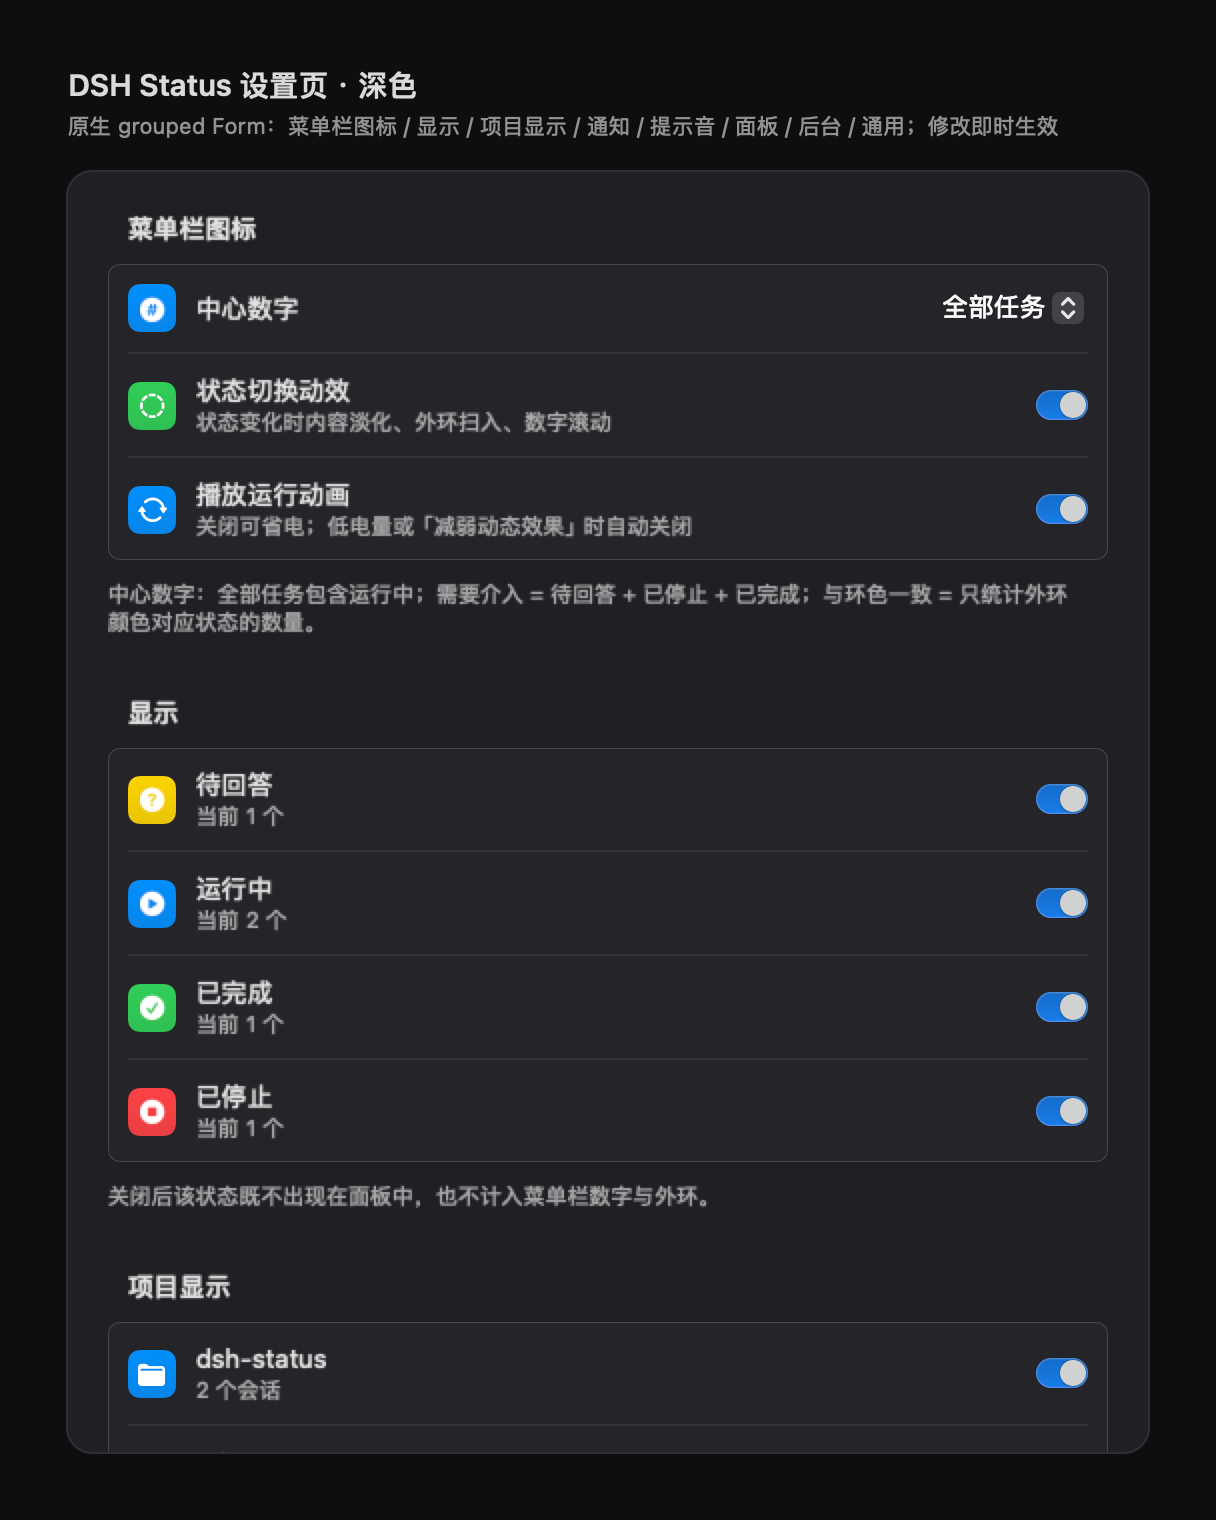 DSH Status 设置页 · 深色
原生 grouped Form：菜单栏图标 / 显示 / 项目显示 / 通知 / 提示音 / 面板 / 后台 / 通用；修改即时生效
菜单栏图标
中心数字
全部任务
状态切换动效
状态变化时内容淡化、外环扫入、数字滚动
播放运行动画
关闭可省电；低电量或「减弱动态效果」时自动关闭
中心数字：全部任务包含运行中；需要介入 = 待回答 + 已停止 + 已完成；与环色一致 = 只统计外环
颜色对应状态的数量。
显示
待回答
当前 1 个
运行中
当前 2 个
已完成
当前 1 个
已停止
当前 1 个
关闭后该状态既不出现在面板中，也不计入菜单栏数字与外环。
项目显示
dsh-status
2 个会话